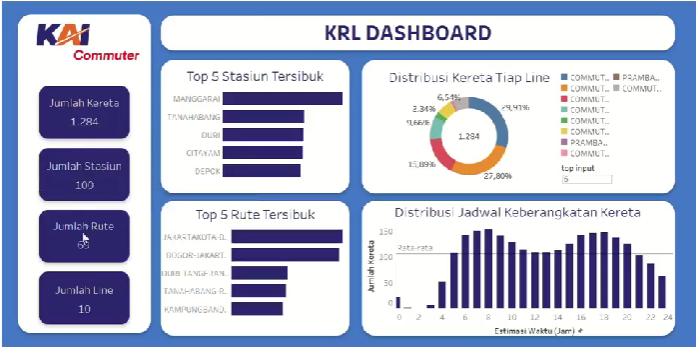 KAI
Commuter
KRL DASHBOARD
Jumlah Kereta
1.284
Jumlah Stasiun
100
Jumlah Rute
Jumlah Line
10
Top 5 Stasiun Tersibuk
MANGGARAI
TANAHABANG
DURI
CITAYAM
DEPOK
Distribusi Kereta Tiap Line
6,54%
2,34%
9,66%
15,89%
29,91%
27,80%
1.284
COMMUT..
COMMUT..
COMMUT..
COMMUT..
COMMUT..
COMMUT..
PRAMBA..
COMMUT..
PRAMBA..
COMMUT..
top input
5
Top 5 Rute Tersibuk
JAKARTAKOTA-B..
BOGOR-JAKART..
DURI-TANGERAN..
TANAHABANG-R..
KAMPUNGBAND..
Distribusi Jadwal Keberangkatan Kereta
Jumlah Kereta
150
100
50
0
Rata-rata
0 2 4 6 8 10 12 14 16 18 20 22 24
Estimasi Waktu (Jam)